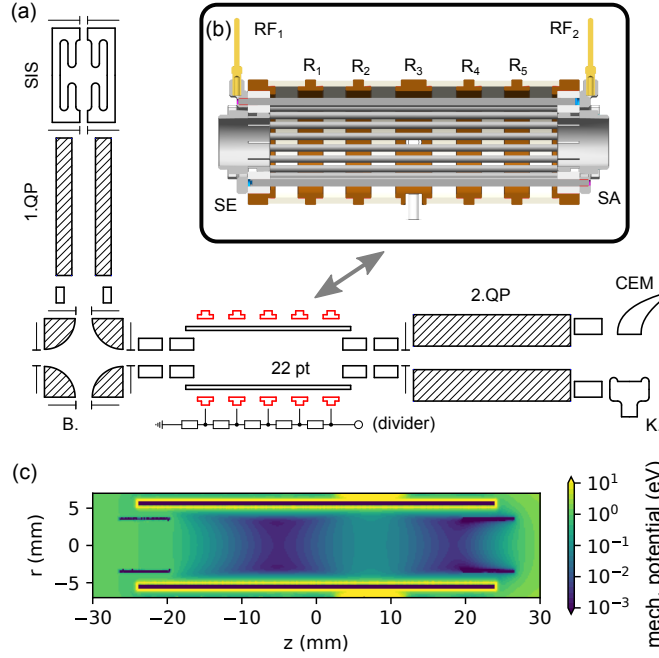 (a)
SIS
1.QP
B.
(b)
RF1
RF2
R1 R2 R3 R4 R5
SE
SA
22 pt
(divider)
2.QP
CEM
K.
(c)
r (mm)
5
0
−5
−30 −20 −10 0 10 20 30
z (mm)
10^1
10^0
10^-1
10^-2
10^-3
mech. potential (eV)